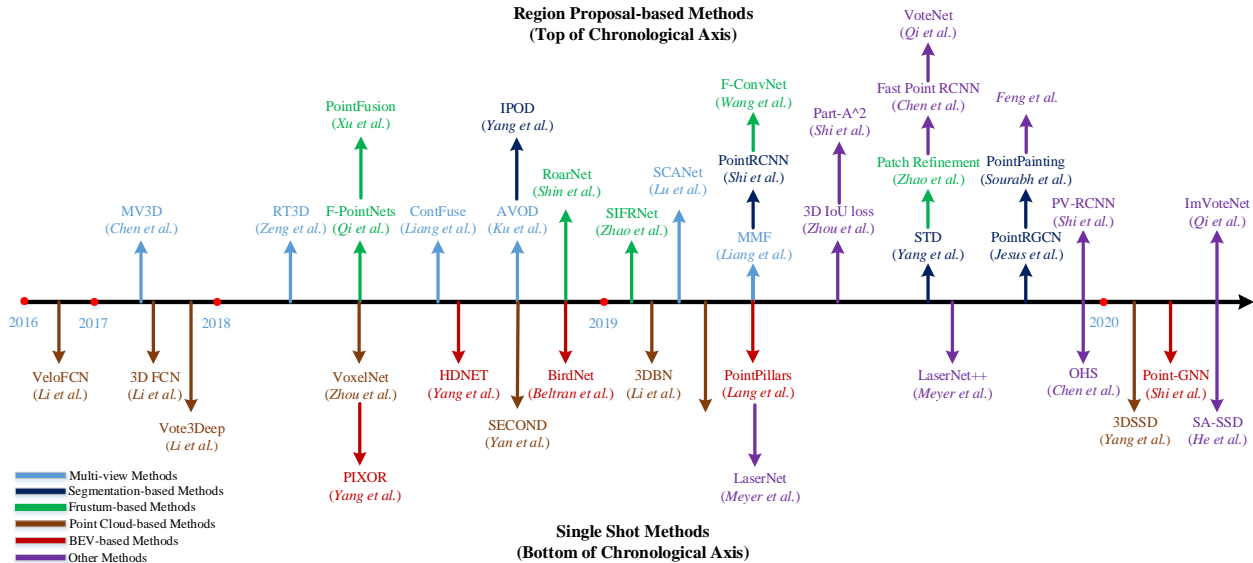 Region Proposal-based Methods
(Top of Chronological Axis)
VoteNet
(Qi et al.)
F-ConvNet
(Wang et al.)
Fast Point RCNN
(Chen et al.)
Feng et al.
PointFusion
(Xu et al.)
IPOD
(Yang et al.)
Part-A^2
(Shi et al.)
RoarNet
(Shin et al.)
SCANet
(Lu et al.)
PointRCNN
(Shi et al.)
Patch Refinement
(Zhao et al.)
PointPainting
(Sourabh et al.)
MV3D
(Chen et al.)
RT3D
(Zeng et al.)
F-PointNets
(Qi et al.)
ContFuse
(Liang et al.)
AVOD
(Ku et al.)
SIFRNet
(Zhao et al.)
MMF
(Liang et al.)
3D IoU loss
(Zhou et al.)
STD
(Yang et al.)
PointRGCN
(Jesus et al.)
PV-RCNN
(Shi et al.)
ImVoteNet
(Qi et al.)
2016
2017
2018
2019
2020
VeloFCN
(Li et al.)
3D FCN
(Li et al.)
Vote3Deep
(Li et al.)
VoxelNet
(Zhou et al.)
HDNET
(Yang et al.)
BirdNet
(Beltran et al.)
3DBN
(Li et al.)
PointPillars
(Lang et al.)
LaserNet++
(Meyer et al.)
OHS
(Chen et al.)
Point-GNN
(Shi et al.)
SECOND
(Yan et al.)
3DSSD
(Yang et al.)
SA-SSD
(He et al.)
PIXOR
(Yang et al.)
LaserNet
(Meyer et al.)
Multi-view Methods
Segmentation-based Methods
Frustum-based Methods
Point Cloud-based Methods
BEV-based Methods
Other Methods
Single Shot Methods
(Bottom of Chronological Axis)